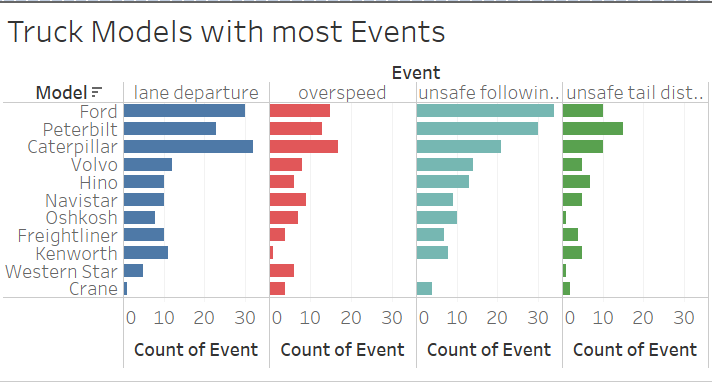 Truck Models with most Events
Event
Model lane departure overspeed unsafe followin.. unsafe tail dist..
Ford
Peterbilt
Caterpillar
Volvo
Hino
Navistar
Oshkosh
Freightliner
Kenworth
Western Star
Crane
0 10 20 30 0 10 20 30 0 10 20 30 0 10 20 30
Count of Event Count of Event Count of Event Count of Event